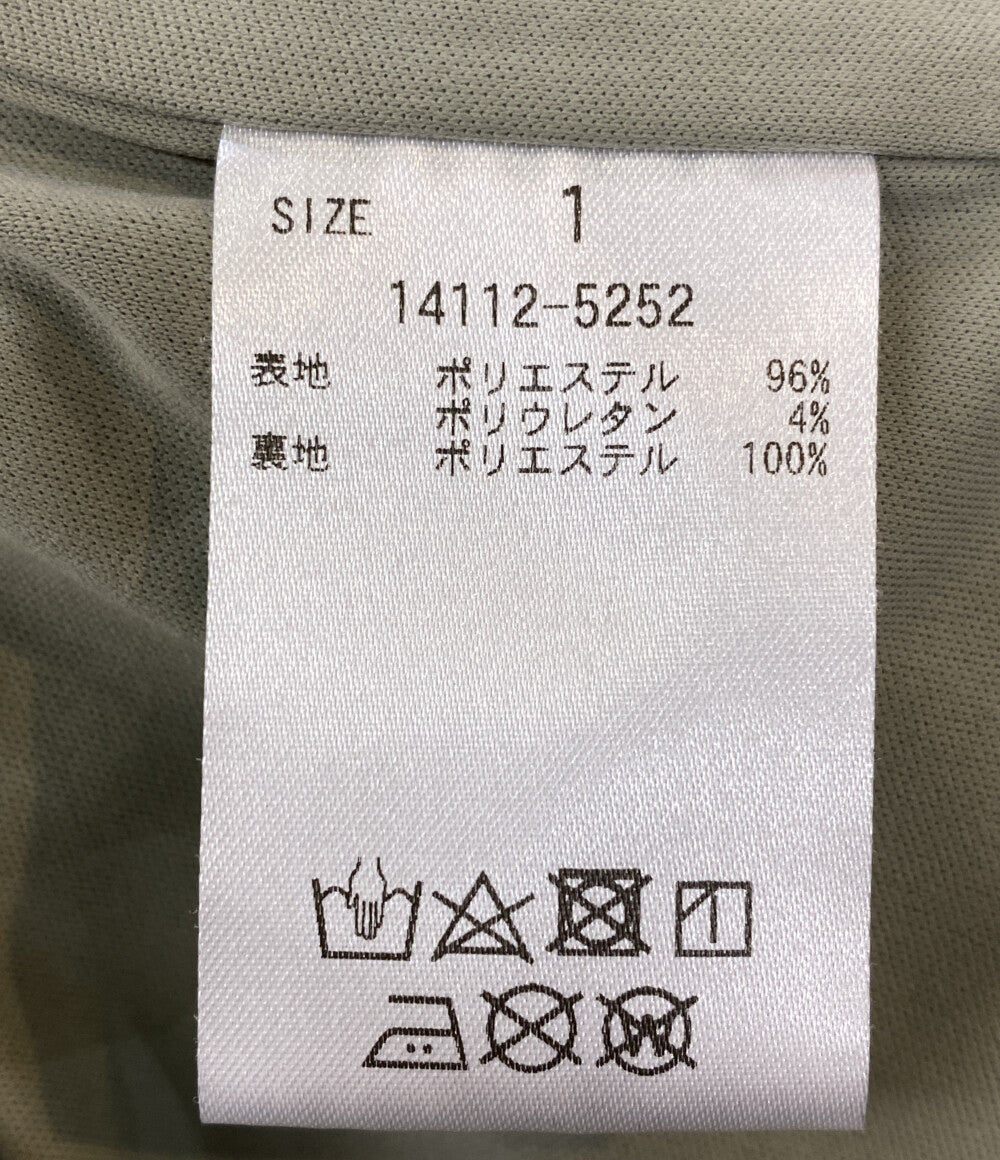 SIZE 1
14112-5252
表地 ポリエステル 96%
ポリウレタン 4%
裏地 ポリエステル 100%
W